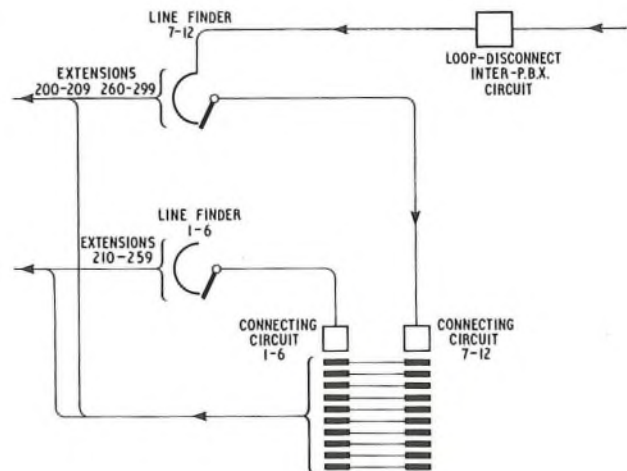 LINE FINDER
7-12
LOOP-DISCONNECT
INTER-P.B.X.
CIRCUIT
EXTENSIONS
200-209 260-299
LINE FINDER
1-6
EXTENSIONS
210-259
CONNECTING
CIRCUIT
1-6
CONNECTING
CIRCUIT
7-12